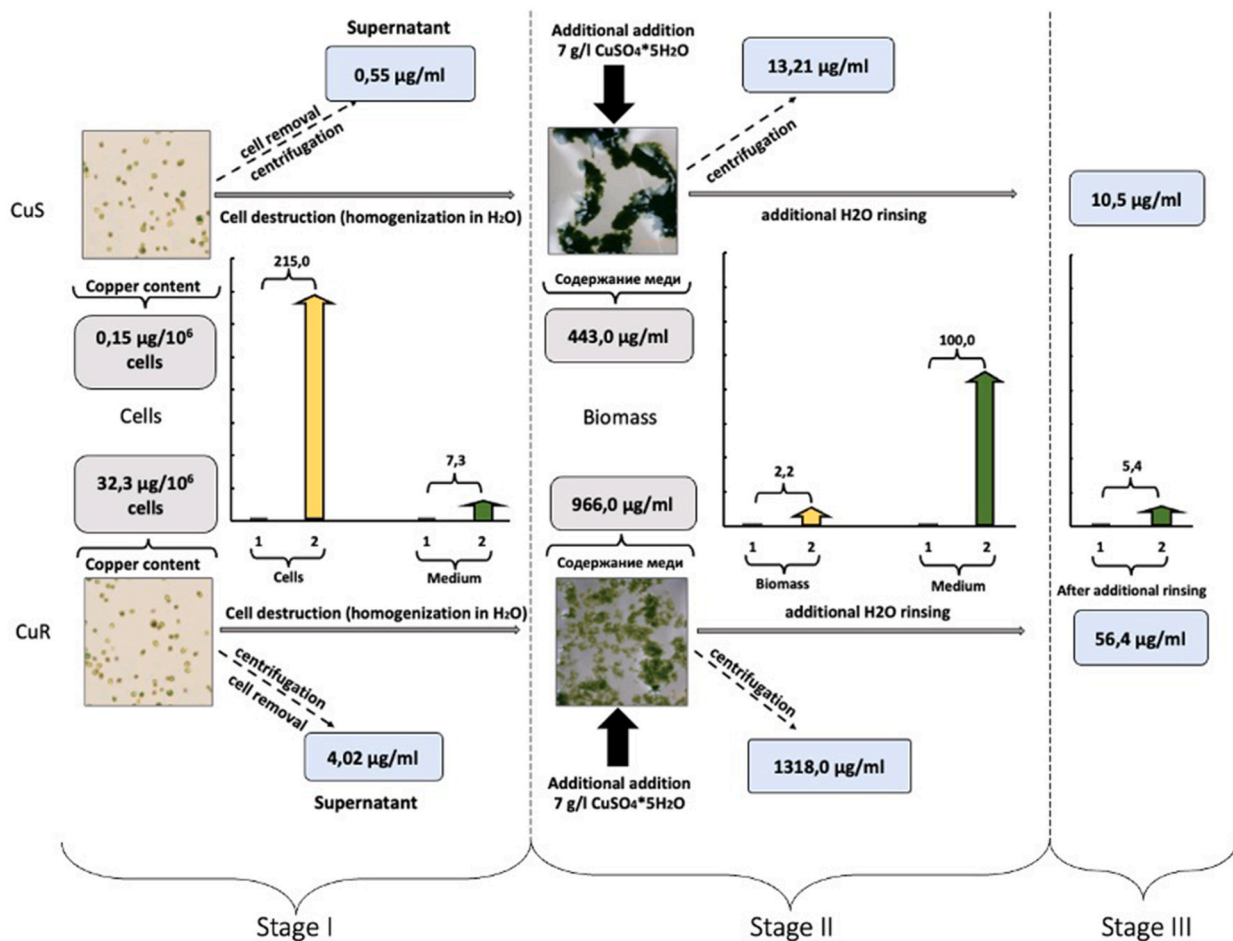 Supernatant
0,55 µg/ml
cell removal
centrifugation
Additional addition
7 g/l CuSO₄*5H₂O
13,21 µg/ml
centrifugation
CuS
Cell destruction (homogenization in H₂O)
additional H2O rinsing
10,5 µg/ml
Copper content
0,15 µg/10⁶
cells
215,0
7,3
1
2
1
2
Cells
Medium
Содержание меди
443,0 µg/ml
100,0
2,2
1
2
1
2
Biomass
Medium
5,4
1
2
After additional rinsing
Cells
Biomass
32,3 µg/10⁶
cells
Copper content
966,0 µg/ml
Содержание меди
CuR
Cell destruction (homogenization in H₂O)
additional H2O rinsing
56,4 µg/ml
centrifugation
cell removal
4,02 µg/ml
Supernatant
centrifugation
1318,0 µg/ml
Additional addition
7 g/l CuSO₄*5H₂O
Stage I
Stage II
Stage III